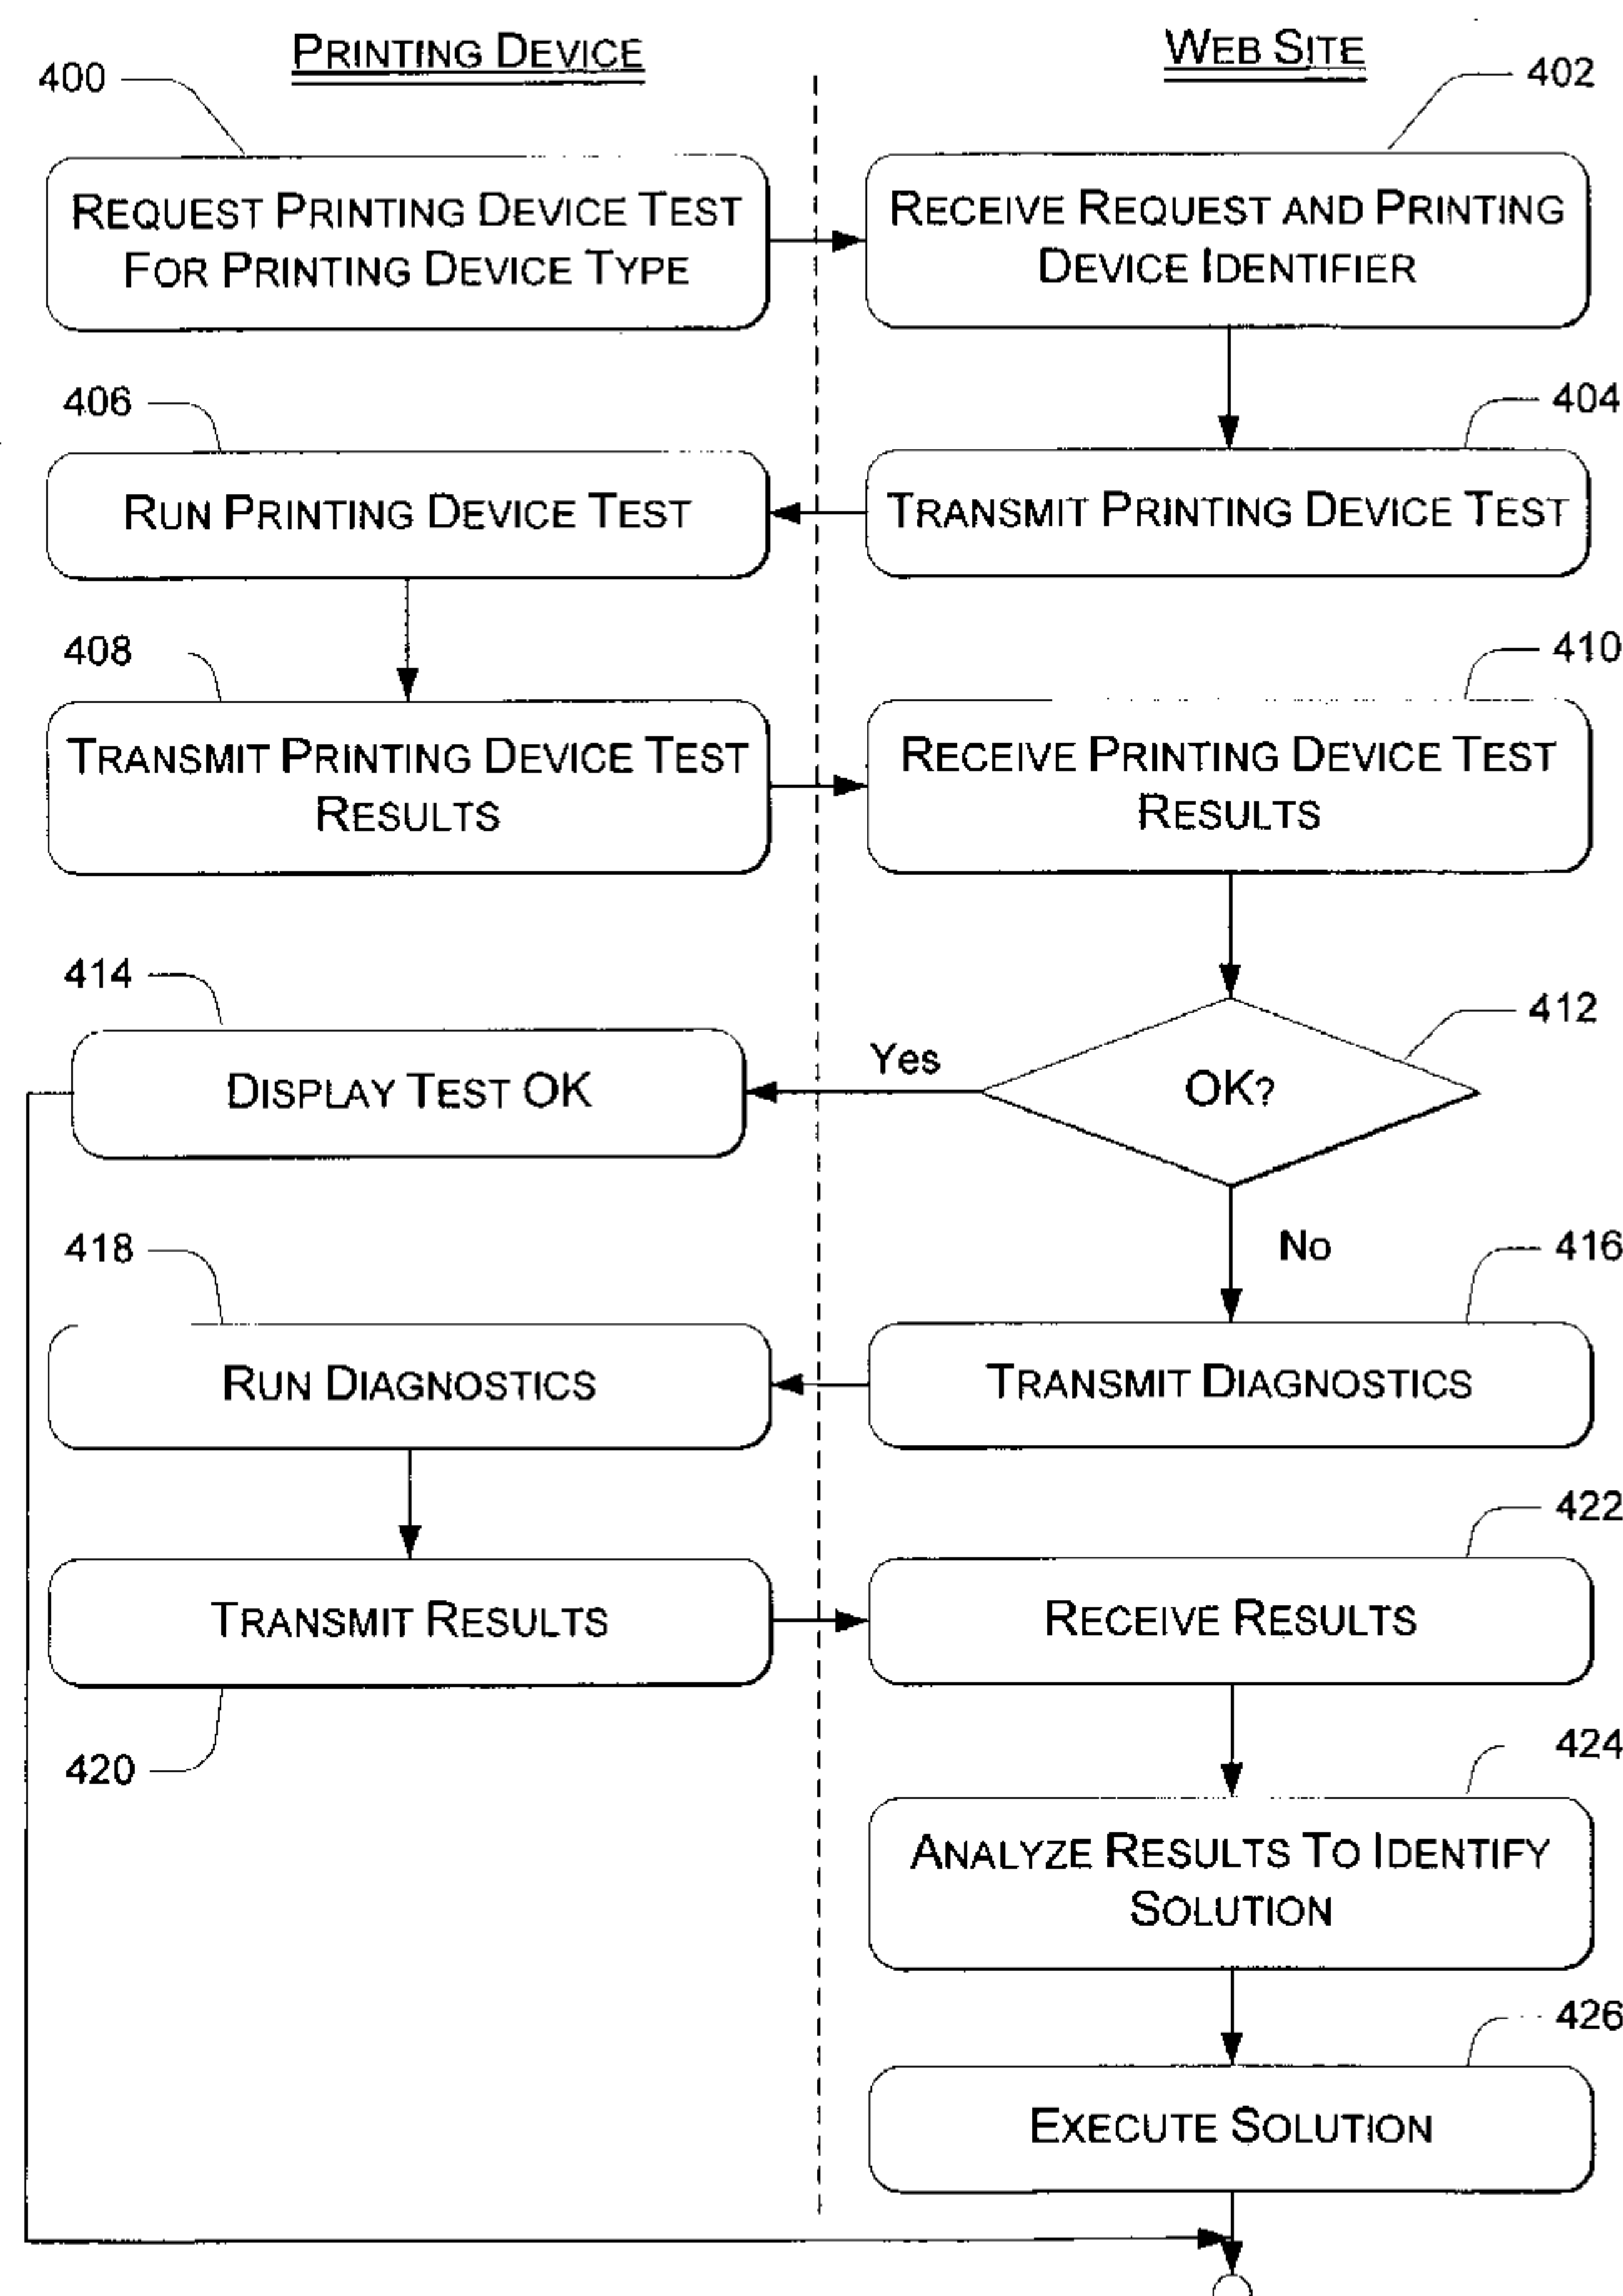 PRINTING DEVICE
WEB SITE
400
402
REQUEST PRINTING DEVICE TEST
FOR PRINTING DEVICE TYPE
RECEIVE REQUEST AND PRINTING
DEVICE IDENTIFIER
406
404
RUN PRINTING DEVICE TEST
TRANSMIT PRINTING DEVICE TEST
408
410
TRANSMIT PRINTING DEVICE TEST
RESULTS
RECEIVE PRINTING DEVICE TEST
RESULTS
414
412
DISPLAY TEST OK
Yes
OK?
No
418
416
RUN DIAGNOSTICS
TRANSMIT DIAGNOSTICS
422
TRANSMIT RESULTS
RECEIVE RESULTS
420
424
ANALYZE RESULTS TO IDENTIFY
SOLUTION
426
EXECUTE SOLUTION